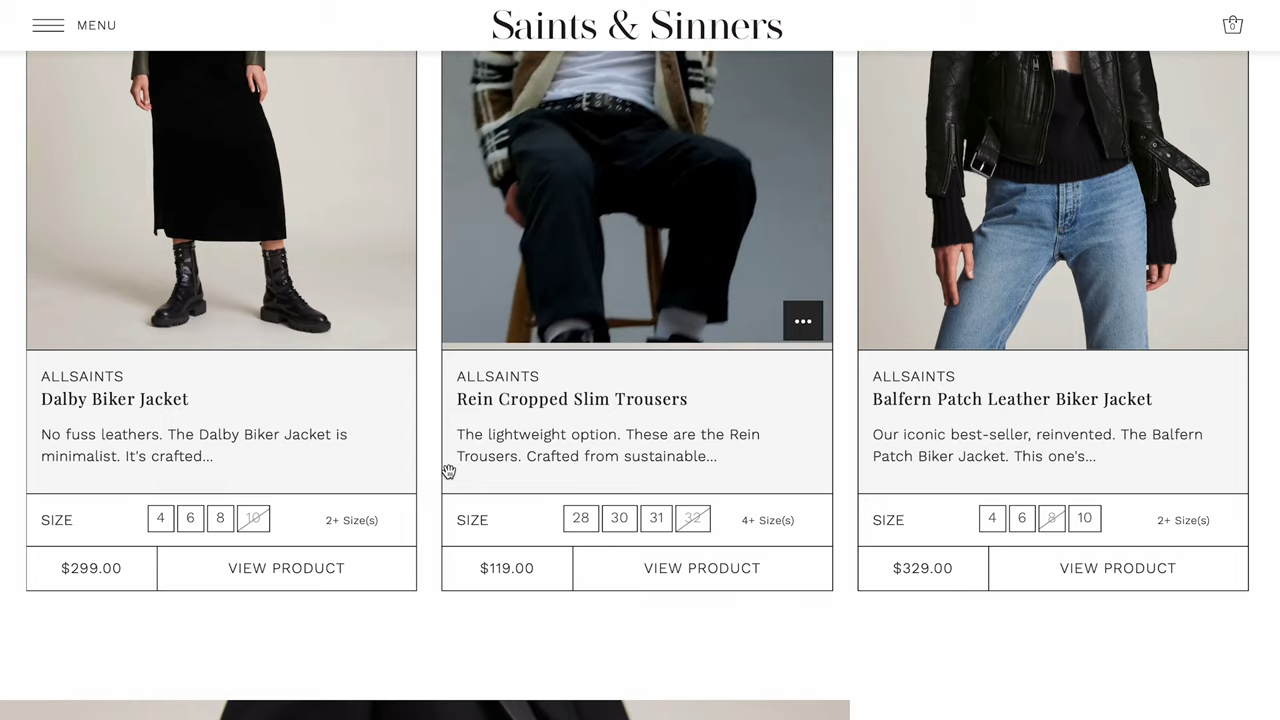 MENU
Saints & Sinners
0
ALLSAINTS
Dalby Biker Jacket
No fuss leathers. The Dalby Biker Jacket is
minimalist. It's crafted...
SIZE
4 6 8 10
2+ Size(s)
$299.00
VIEW PRODUCT
ALLSAINTS
Rein Cropped Slim Trousers
The lightweight option. These are the Rein
Trousers. Crafted from sustainable...
SIZE
28 30 31 32
4+ Size(s)
$119.00
VIEW PRODUCT
ALLSAINTS
Balfern Patch Leather Biker Jacket
Our iconic best-seller, reinvented. The Balfern
Patch Biker Jacket. This one's...
SIZE
4 6 8 10
2+ Size(s)
$329.00
VIEW PRODUCT